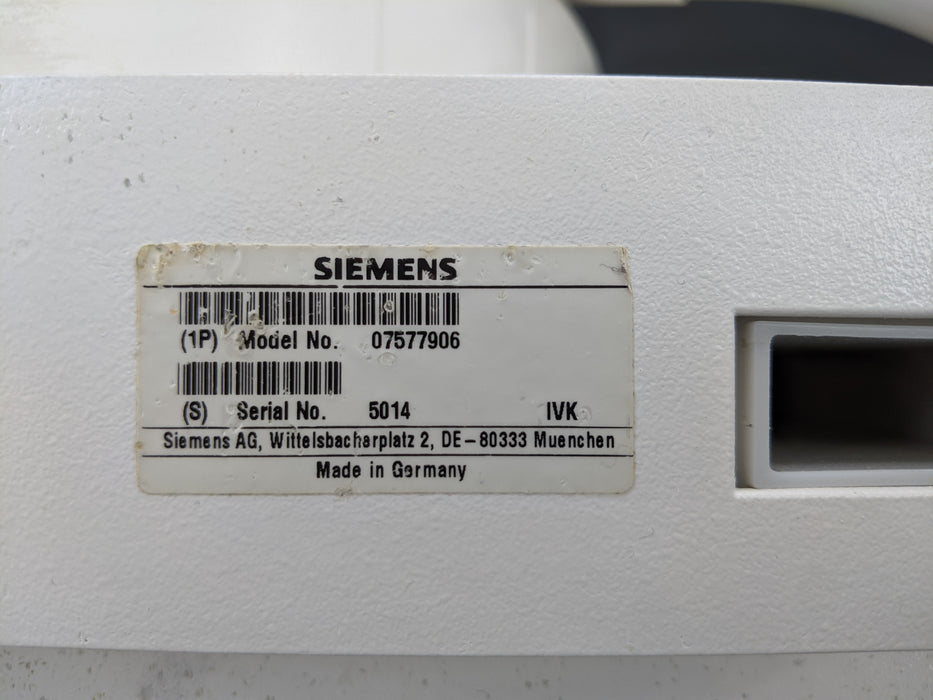 SIEMENS
(1P) Model No. 07577906
(S) Serial No. 5014 IVK
Siemens AG, Wittelsbacherplatz 2, DE-80333 Muenchen
Made in Germany